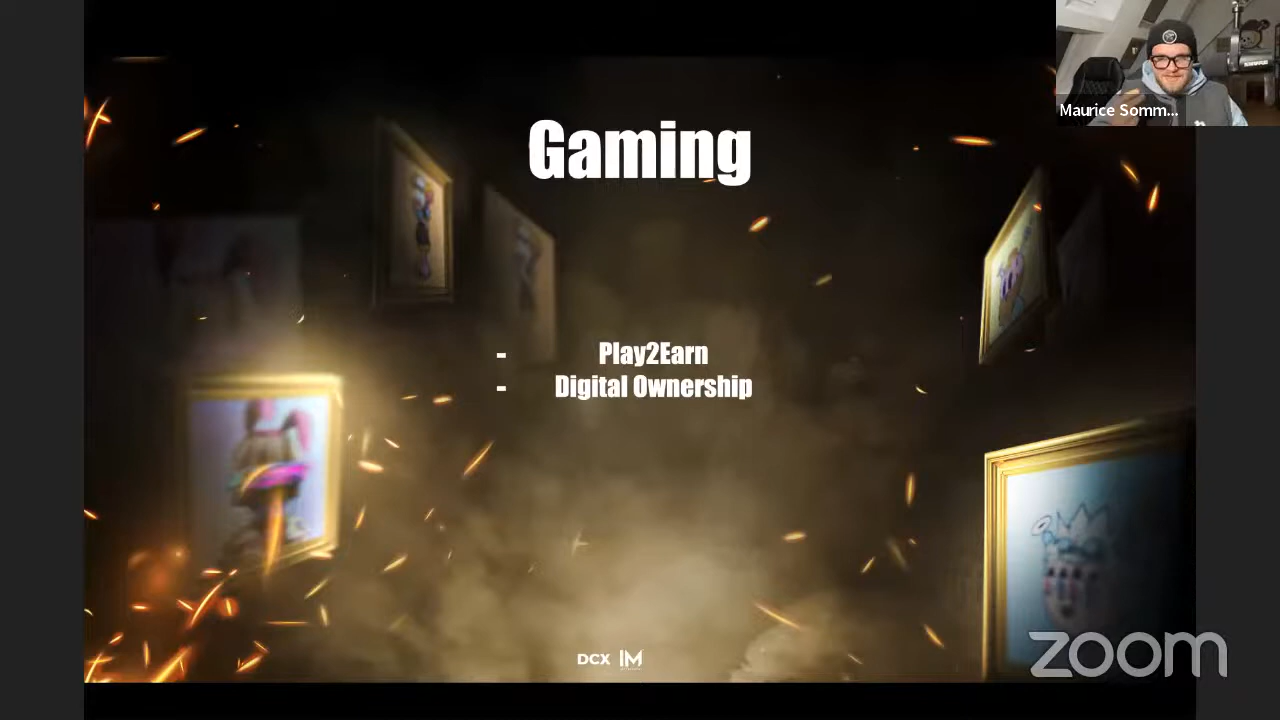 Maurice Somm...
Gaming
- Play2Earn
- Digital Ownership
DCX IM
zoom